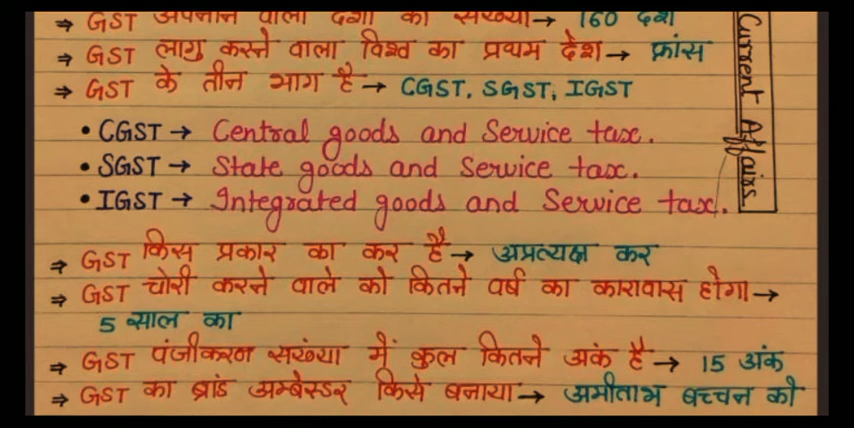 ⇒ GST अपनाने वाला देशों की संख्या → 160 देश
⇒ GST लागु करने वाला विश्व का प्रथम देश → फ्रांस
⇒ GST के तीन भाग है → CGST, SGST, IGST
• CGST → Central goods and Service tax.
• SGST → State goods and Service tax.
• IGST → Integrated goods and Service tax.
⇒ GST किस प्रकार का कर है → अप्रत्यक्ष कर
⇒ GST चोरी करने वाले को कितने वर्ष का कारावास होगा →
5 साल का
⇒ GST पंजीकरण संख्या में कुल कितने अकं है → 15 अंक
⇒ GST का ब्रांड अम्बेस्डर किसे बनाया → अमीताभ बच्चन को
Current Affairs